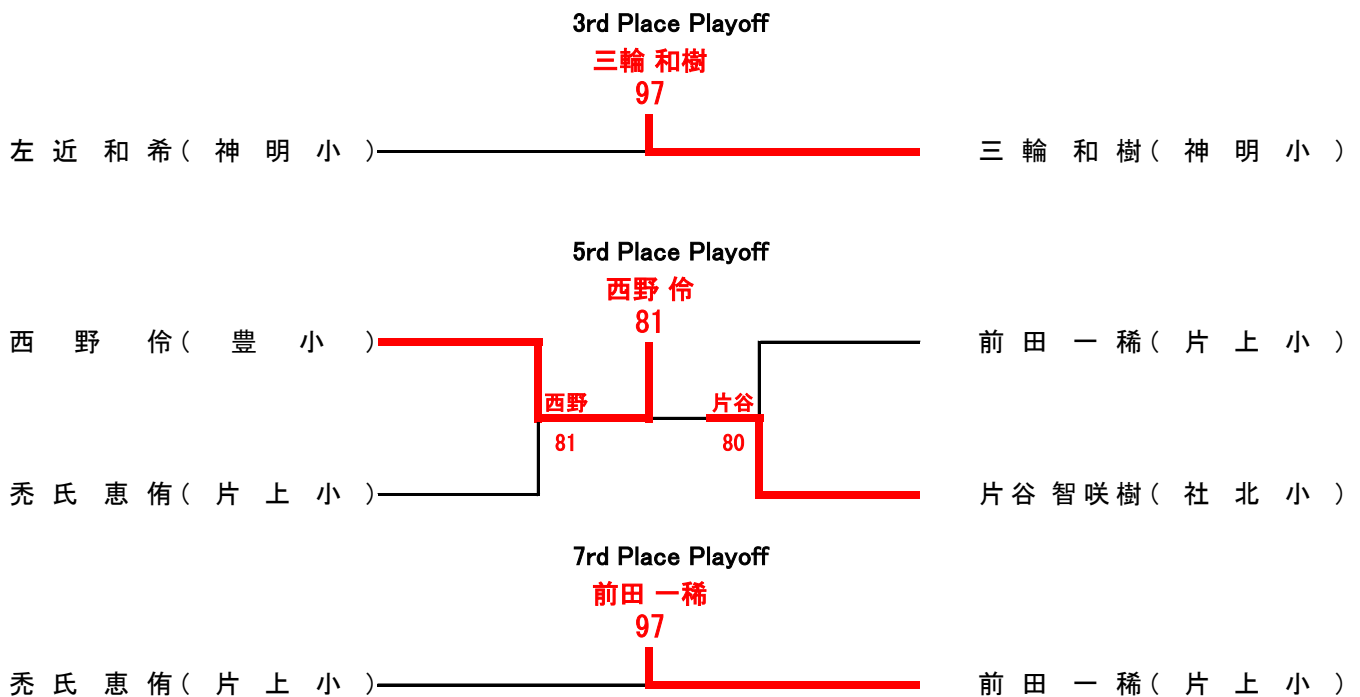 3rd Place Playoff
三輪 和樹
97
左近 和希(神明小) 三輪 和樹(神明小)
5rd Place Playoff
西野 伶
81
西野 伶(豊小) 前田 一稀(片上小)
西野 片谷
81 80
禿氏 恵侑(片上小) 片谷 智咲樹(社北小)
7rd Place Playoff
前田 一稀
97
禿氏 恵侑(片上小) 前田 一稀(片上小)